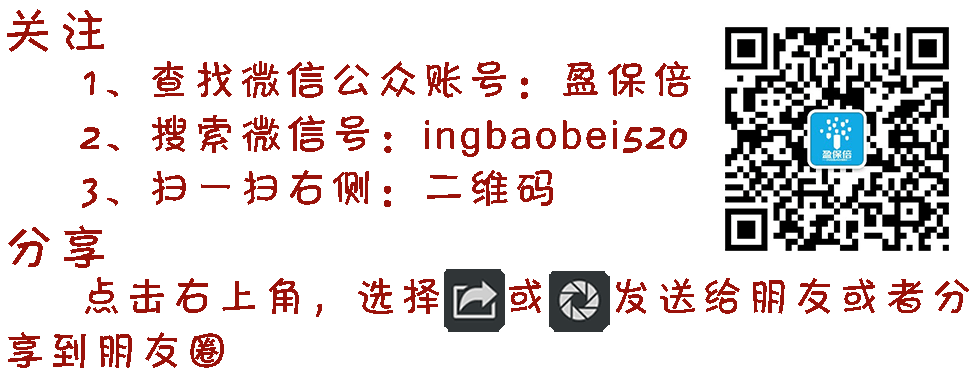 关注
1、查找微信公众账号：盈保倍
2、搜索微信号：ingbaobei520
3、扫一扫右侧：二维码
盈保倍
分享
点击右上角，选择或发送给朋友或者分
享到朋友圈